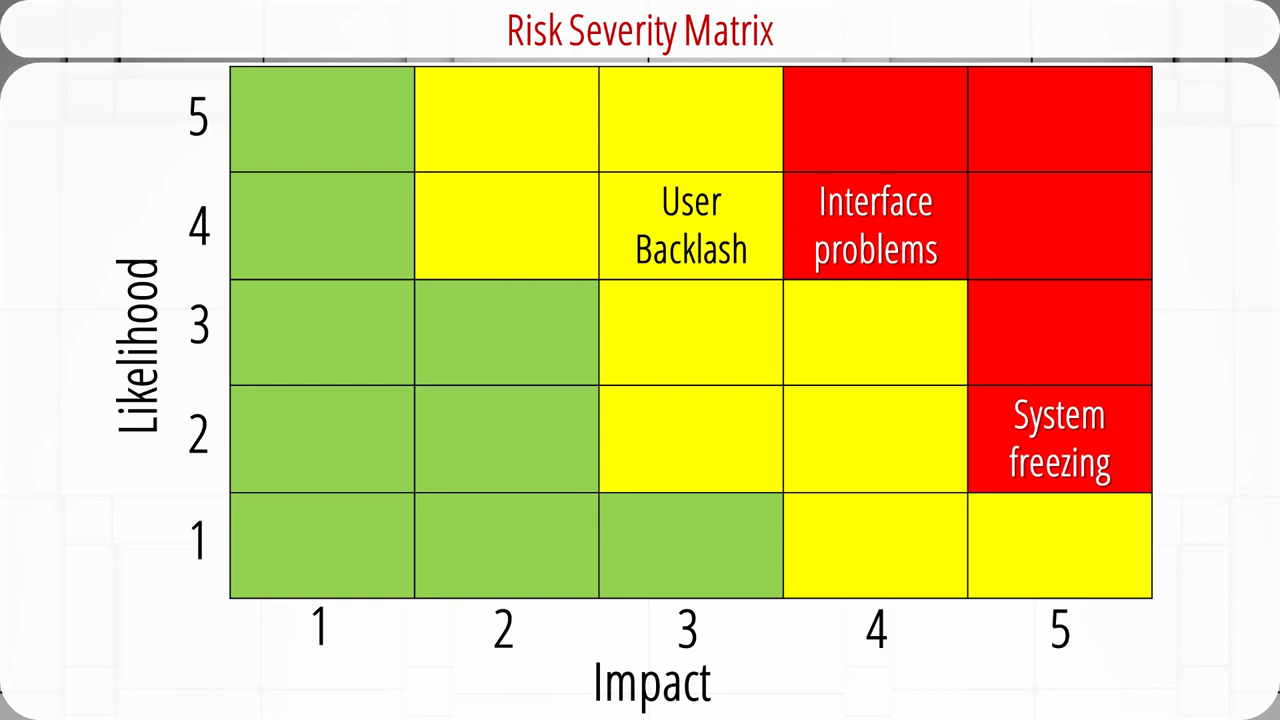 Risk Severity Matrix
5
4
3
2
1
Likelihood
User
Backlash
Interface
problems
System
freezing
1
2
3
4
5
Impact